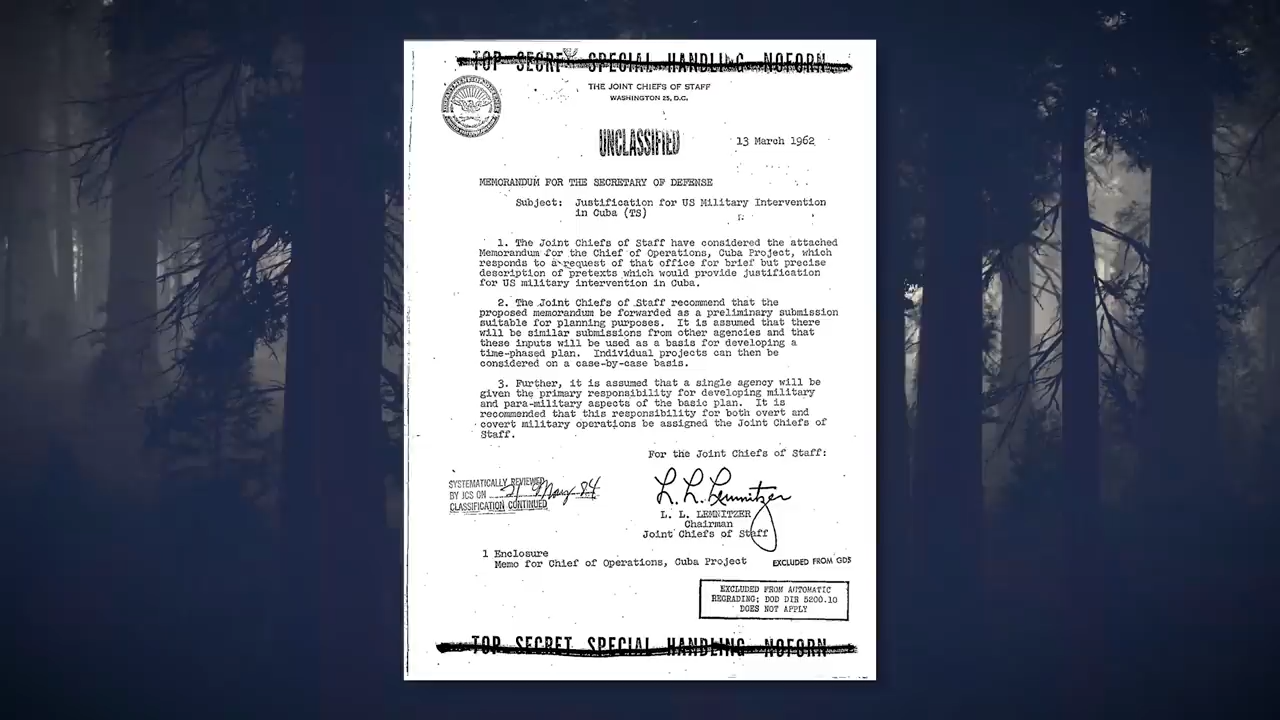 TOP SECRET SPECIAL HANDLING NOFORN
THE JOINT CHIEFS OF STAFF
WASHINGTON 25, D.C.
UNCLASSIFIED
13 March 1962
MEMORANDUM FOR THE SECRETARY OF DEFENSE
Subject: Justification for US Military Intervention
in Cuba (TS)
1. The Joint Chiefs of Staff have considered the attached
Memorandum for the Chief of Operations, Cuba Project, which
responds to a request of that office for brief but precise
description of pretexts which would provide justification
for US military intervention in Cuba.
2. The Joint Chiefs of Staff recommend that the
proposed memorandum be forwarded as a preliminary submission
suitable for planning purposes. It is assumed that there
will be similar submissions from other agencies and that
these inputs will be used as a basis for developing a
time-phased plan. Individual projects can then be
considered on a case-by-case basis.
3. Further, it is assumed that a single agency will be
given the primary responsibility for developing military
and para-military aspects of the basic plan. It is
recommended that this responsibility for both overt and
covert military operations be assigned the Joint Chiefs of
Staff.
For the Joint Chiefs of Staff:
SYSTEMATICALLY REVIEWED
BY JCS ON 21 May 84
CLASSIFICATION CONTINUED
L. L. Lemnitzer
L. L. LEMNITZER
Chairman
Joint Chiefs of Staff
1 Enclosure
Memo for Chief of Operations, Cuba Project
EXCLUDED FROM GDS
EXCLUDED FROM AUTOMATIC
REGRADING; DOD DIR 5200.10
DOES NOT APPLY
TOP SECRET SPECIAL HANDLING NOFORN